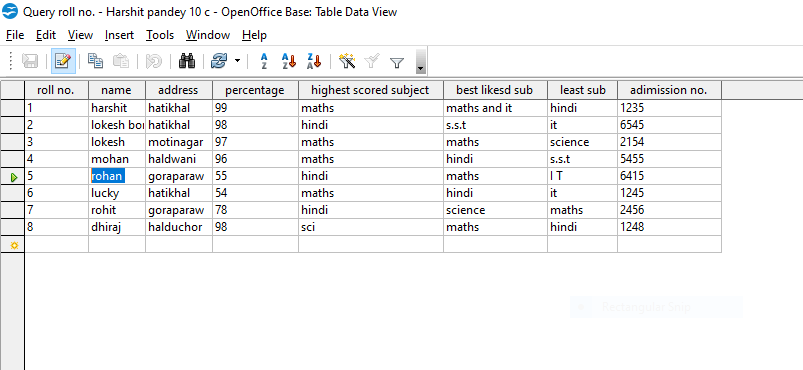 Query roll no. - Harshit pandey 10 c - OpenOffice Base: Table Data View
File Edit View Insert Tools Window Help
roll no. name address percentage highest scored subject best likesd sub least sub adimission no.
1 harshit hatikhal 99 maths maths and it hindi 1235
2 lokesh bor hatikhal 98 hindi s.s.t it 6545
3 lokesh motinagar 97 maths maths science 2154
4 mohan haldwani 96 maths hindi s.s.t 5455
5 rohan goraparaw 55 hindi maths I T 6415
6 lucky hatikhal 54 maths hindi it 1245
7 rohit goraparaw 78 hindi science maths 2456
8 dhiraj halduchor 98 sci maths hindi 1248
Rectangular Snip